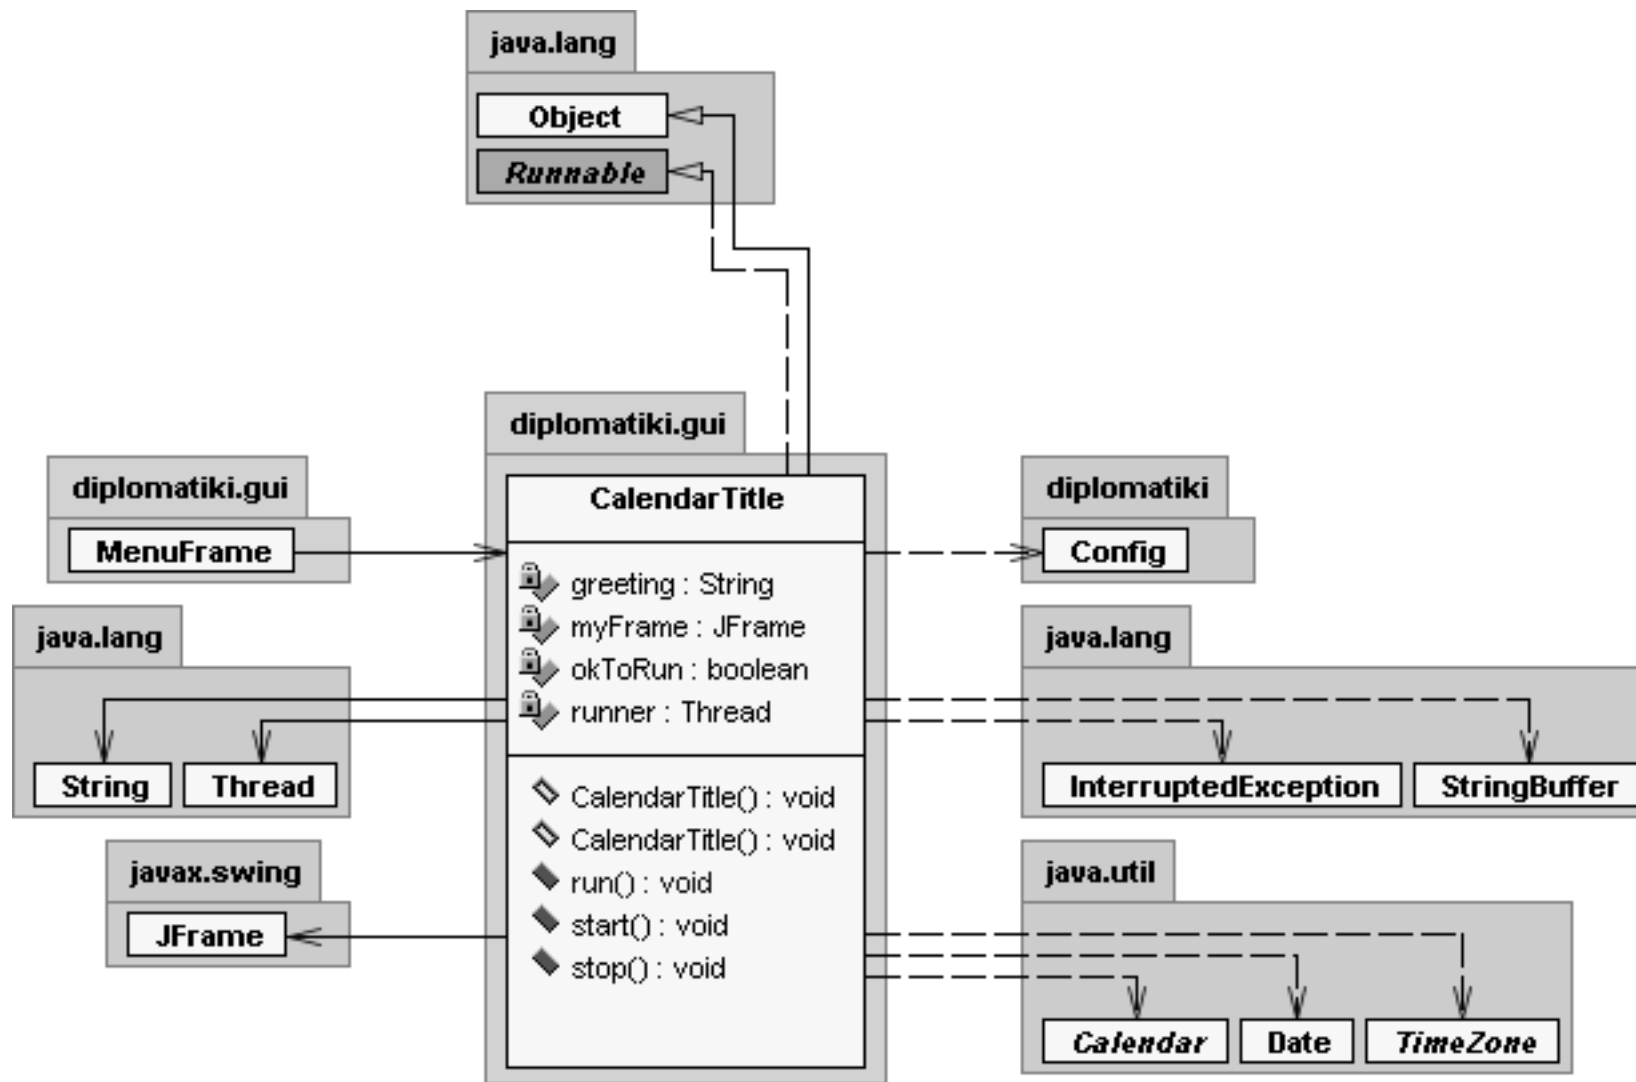 java.lang
Object
Runnable
diplomatiki.gui
MenuFrame
java.lang
String
Thread
javax.swing
JFrame
diplomatiki.gui
CalendarTitle
greeting : String
myFrame : JFrame
okToRun : boolean
runner : Thread
CalendarTitle() : void
CalendarTitle() : void
run() : void
start() : void
stop() : void
diplomatiki
Config
java.lang
InterruptedException
StringBuffer
java.util
Calendar
Date
TimeZone